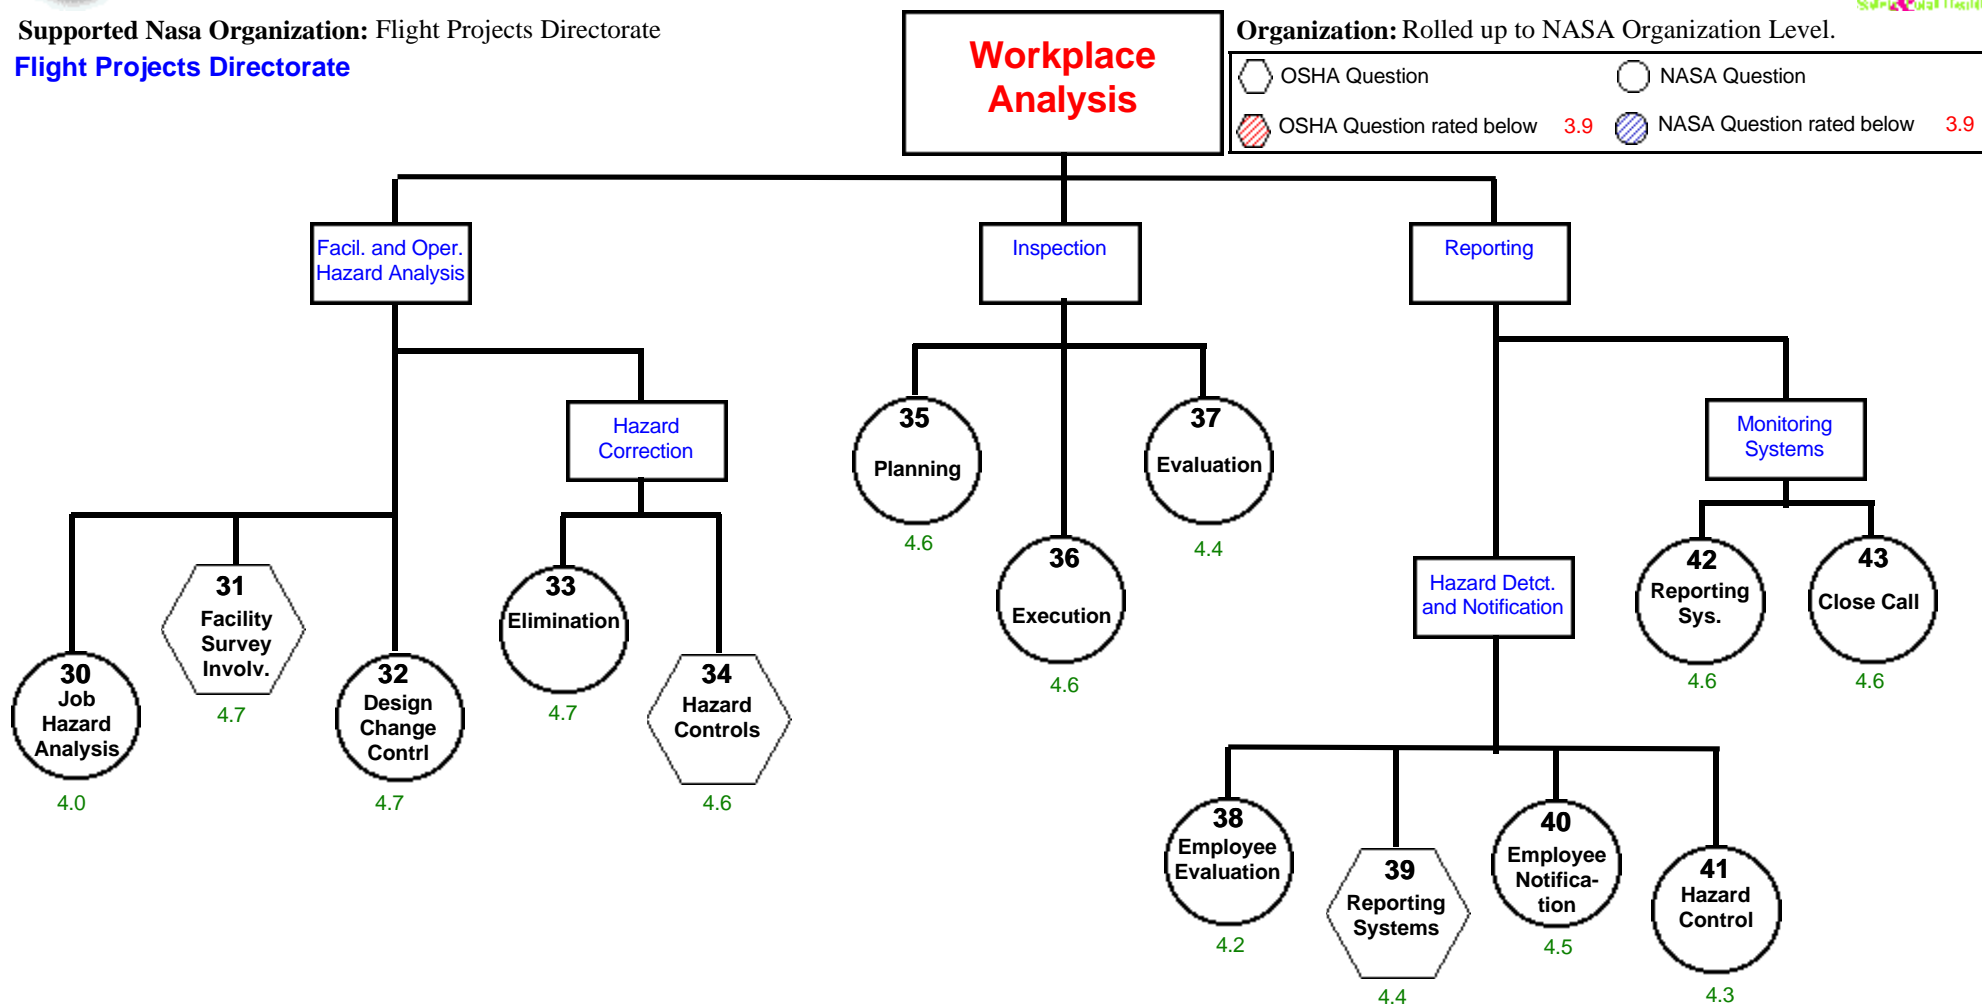 Supported Nasa Organization: Flight Projects Directorate
Flight Projects Directorate
Workplace
Analysis
Organization: Rolled up to NASA Organization Level.
OSHA Question
NASA Question
OSHA Question rated below 3.9
NASA Question rated below 3.9
Facil. and Oper.
Hazard Analysis
Inspection
Reporting
Hazard
Correction
Monitoring
Systems
Hazard Detct.
and Notification
30
Job
Hazard
Analysis
4.0
31
Facility
Survey
Involv.
4.7
32
Design
Change
Contrl
4.7
33
Elimination
4.7
34
Hazard
Controls
4.6
35
Planning
4.6
36
Execution
4.6
37
Evaluation
4.4
38
Employee
Evaluation
4.2
39
Reporting
Systems
4.4
40
Employee
Notifica-
tion
4.5
41
Hazard
Control
4.3
42
Reporting
Sys.
4.6
43
Close Call
4.6